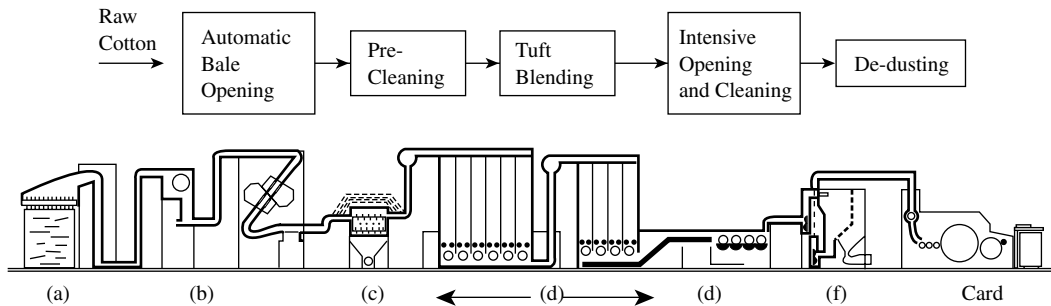 Raw
Cotton
Automatic
Bale
Opening
Pre-
Cleaning
Tuft
Blending
Intensive
Opening
and Cleaning
De-dusting
(a)
(b)
(c)
(d)
(d)
(f)
Card